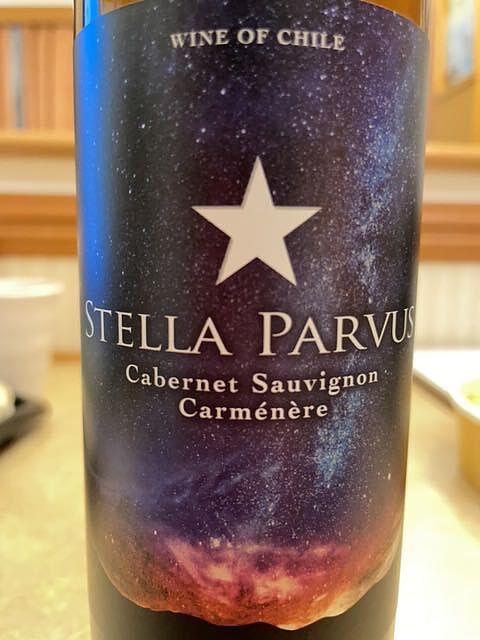 WINE OF CHILE
STELLA PARVUS
Cabernet Sauvignon
Carménère